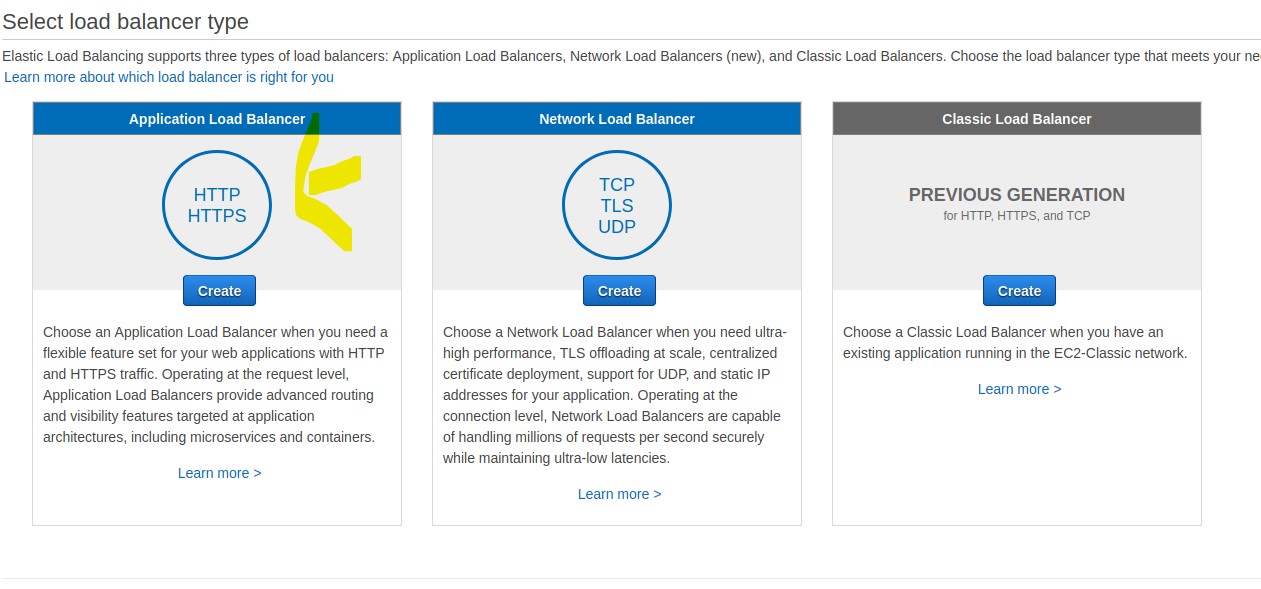 Select load balancer type
Elastic Load Balancing supports three types of load balancers: Application Load Balancers, Network Load Balancers (new), and Classic Load Balancers. Choose the load balancer type that meets your
Learn more about which load balancer is right for you
Application Load Balancer
HTTP
HTTPS
Create
Choose an Application Load Balancer when you need a
flexible feature set for your web applications with HTTP
and HTTPS traffic. Operating at the request level,
Application Load Balancers provide advanced routing
and visibility features targeted at application
architectures, including microservices and containers.
Learn more >
Network Load Balancer
TCP
TLS
UDP
Create
Choose a Network Load Balancer when you need ultra-
high performance, TLS offloading at scale, centralized
certificate deployment, support for UDP, and static IP
addresses for your application. Operating at the
connection level, Network Load Balancers are capable
of handling millions of requests per second securely
while maintaining ultra-low latencies.
Learn more >
Classic Load Balancer
PREVIOUS GENERATION
for HTTP, HTTPS, and TCP
Create
Choose a Classic Load Balancer when you have an
existing application running in the EC2-Classic network.
Learn more >